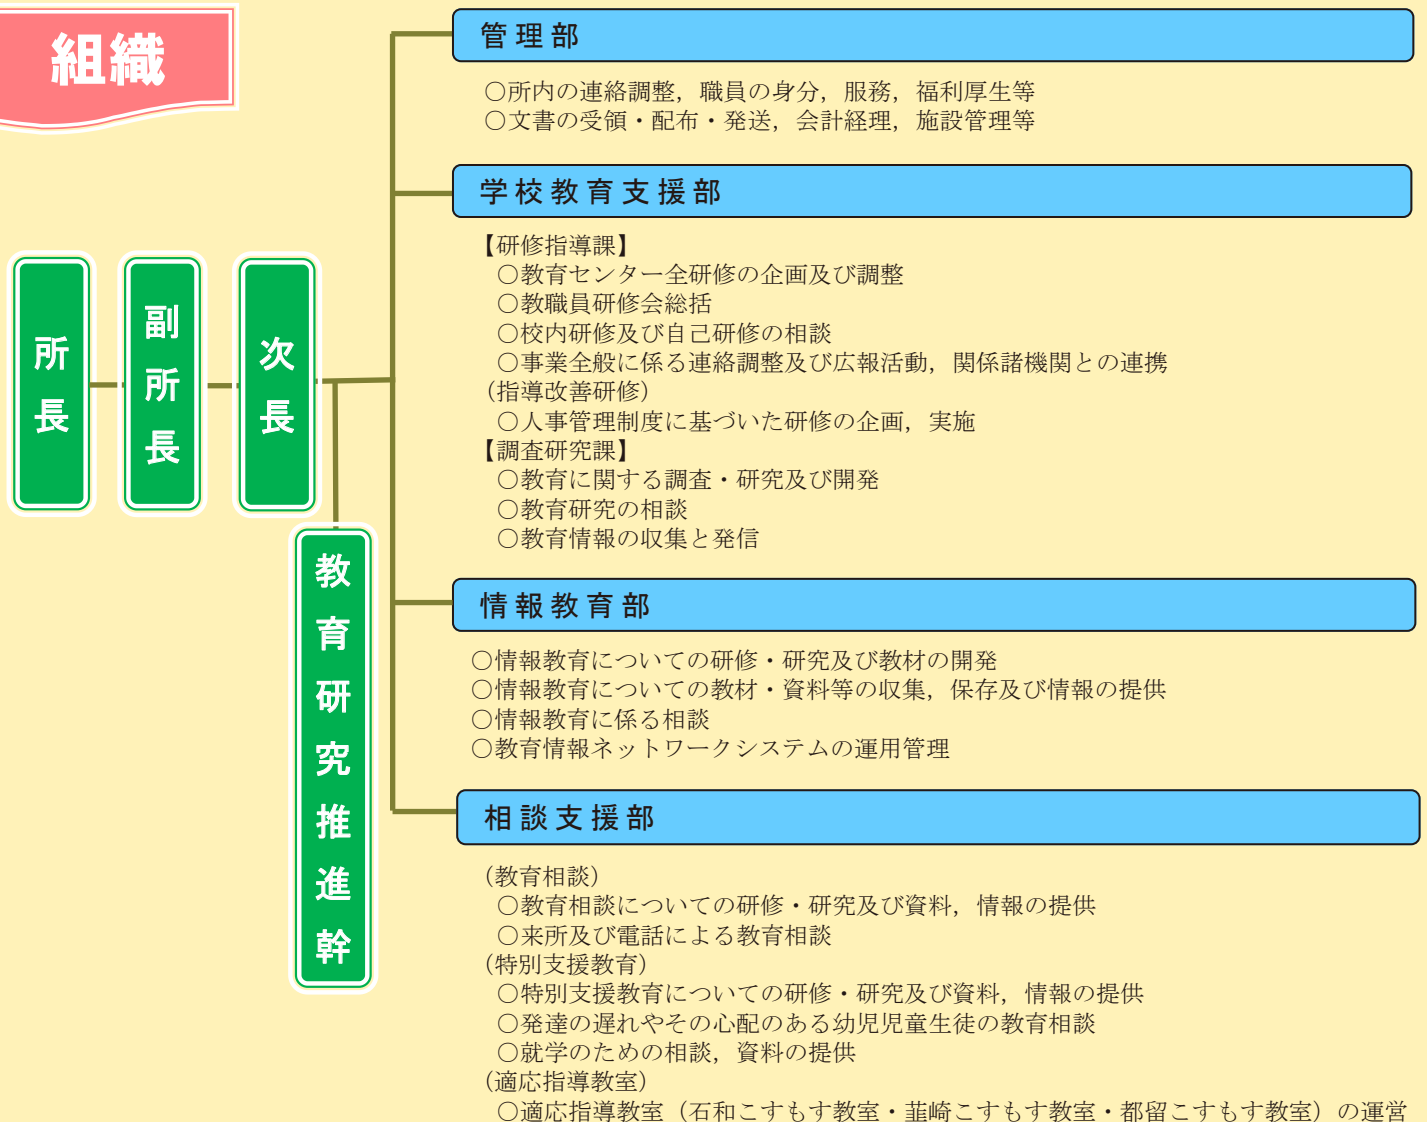 組織
所長
副所長
次長
教育研究推進幹
管理部
○所内の連絡調整，職員の身分，服務，福利厚生等
○文書の受領・配布・発送，会計経理，施設管理等
学校教育支援部
【研修指導課】
○教育センター全研修の企画及び調整
○教職員研修会総括
○校内研修及び自己研修の相談
○事業全般に係る連絡調整及び広報活動，関係諸機関との連携
（指導改善研修）
○人事管理制度に基づいた研修の企画，実施
【調査研究課】
○教育に関する調査・研究及び開発
○教育研究の相談
○教育情報の収集と発信
情報教育部
○情報教育についての研修・研究及び教材の開発
○情報教育についての教材・資料等の収集，保存及び情報の提供
○情報教育に係る相談
○教育情報ネットワークシステムの運用管理
相談支援部
（教育相談）
○教育相談についての研修・研究及び資料，情報の提供
○来所及び電話による教育相談
（特別支援教育）
○特別支援教育についての研修・研究及び資料，情報の提供
○発達の遅れやその心配のある幼児児童生徒の教育相談
○就学のための相談，資料の提供
（適応指導教室）
○適応指導教室（石和こすもす教室・韮崎こすもす教室・都留こすもす教室）の運営